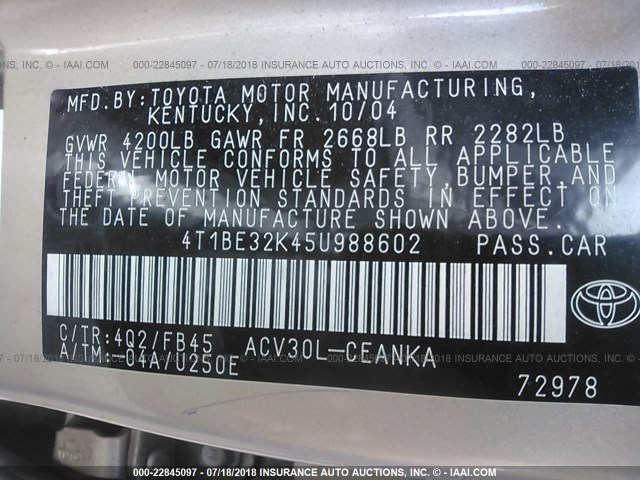 000-22845097 - 07/18/2018 - INSURANCE AUTO AUCTIONS, INC. - © IAAI.COM
MFD.BY:TOYOTA MOTOR MANUFACTURING,
KENTUCKY,INC.10/04
GVWR 4200LB GAWR FR 2668LB RR 2282LB
THIS VEHICLE CONFORMS TO ALL APPLICABLE
FEDERAL MOTOR VEHICLE SAFETY,BUMPER,AND
THEFT PREVENTION STANDARDS IN EFFECT ON
THE DATE OF MANUFACTURE SHOWN ABOVE.
4T1BE32K45U988602 PASS.CAR
C/TR:4Q2/FB45 ACV30L-CEANKA
A/TM:-04A/U250E
72978
000-22845097 - 07/18/2018 - INSURANCE AUTO AUCTIONS, INC. - © IAAI.COM